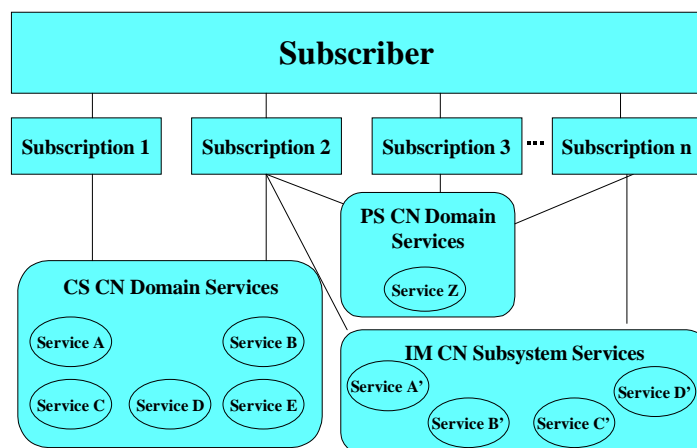 Subscriber
Subscription 1
Subscription 2
Subscription 3
...
Subscription n
PS CN Domain
Services
Service Z
CS CN Domain Services
Service A
Service B
Service C
Service D
Service E
IM CN Subsystem Services
Service A’
Service B’
Service C’
Service D’